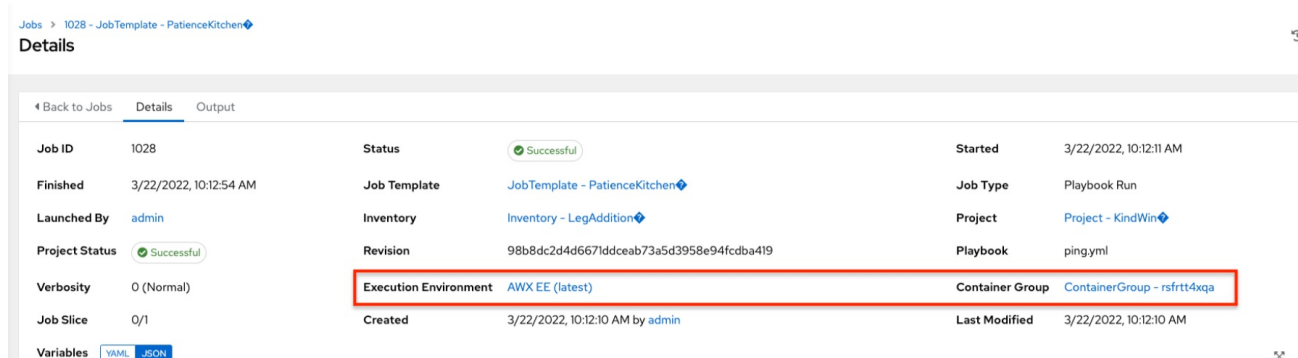 Jobs > 1028 - JobTemplate - PatienceKitchen�
Details
Back to Jobs Details Output
Job ID 1028 Status Successful Started 3/22/2022, 10:12:11 AM
Finished 3/22/2022, 10:12:54 AM Job Template JobTemplate - PatienceKitchen� Job Type Playbook Run
Launched By admin Inventory Inventory - LegAddition� Project Project - KindWin�
Project Status Successful Revision 98b8dc2d4d6671ddceab73a5d3958e94fcdba419 Playbook ping.yml
Verbosity 0 (Normal) Execution Environment AWX EE (latest) Container Group ContainerGroup - rsfrtt4xqa
Job Slice 0/1 Created 3/22/2022, 10:12:10 AM by admin Last Modified 3/22/2022, 10:12:10 AM
Variables YAML JSON